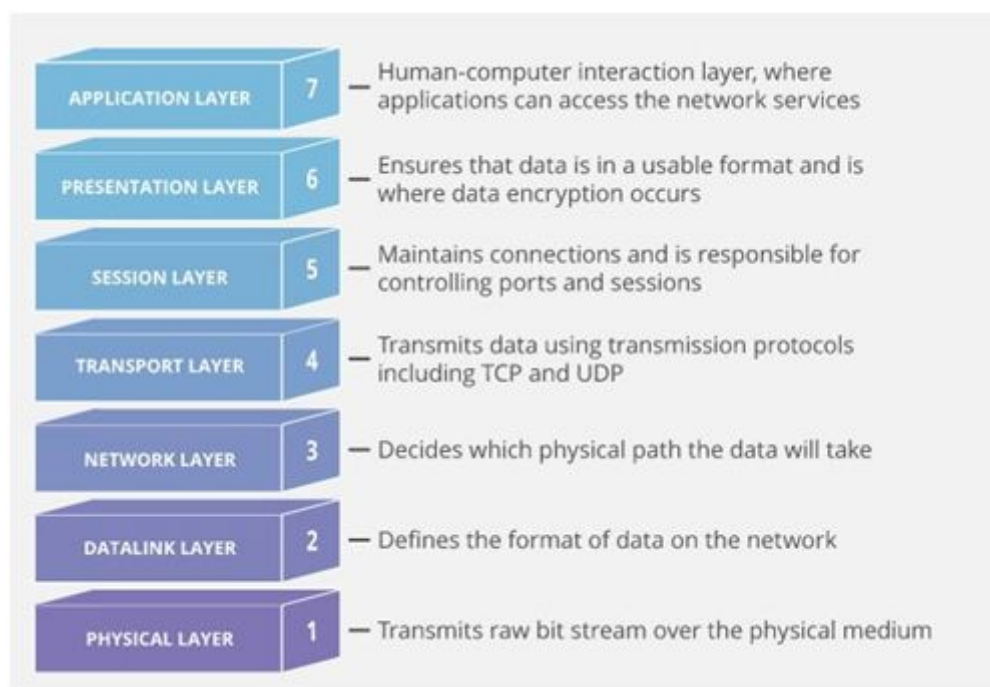 APPLICATION LAYER 7
Human-computer interaction layer, where
applications can access the network services
PRESENTATION LAYER 6
Ensures that data is in a usable format and is
where data encryption occurs
SESSION LAYER 5
Maintains connections and is responsible for
controlling ports and sessions
TRANSPORT LAYER 4
Transmits data using transmission protocols
including TCP and UDP
NETWORK LAYER 3
Decides which physical path the data will take
DATALINK LAYER 2
Defines the format of data on the network
PHYSICAL LAYER 1
Transmits raw bit stream over the physical medium